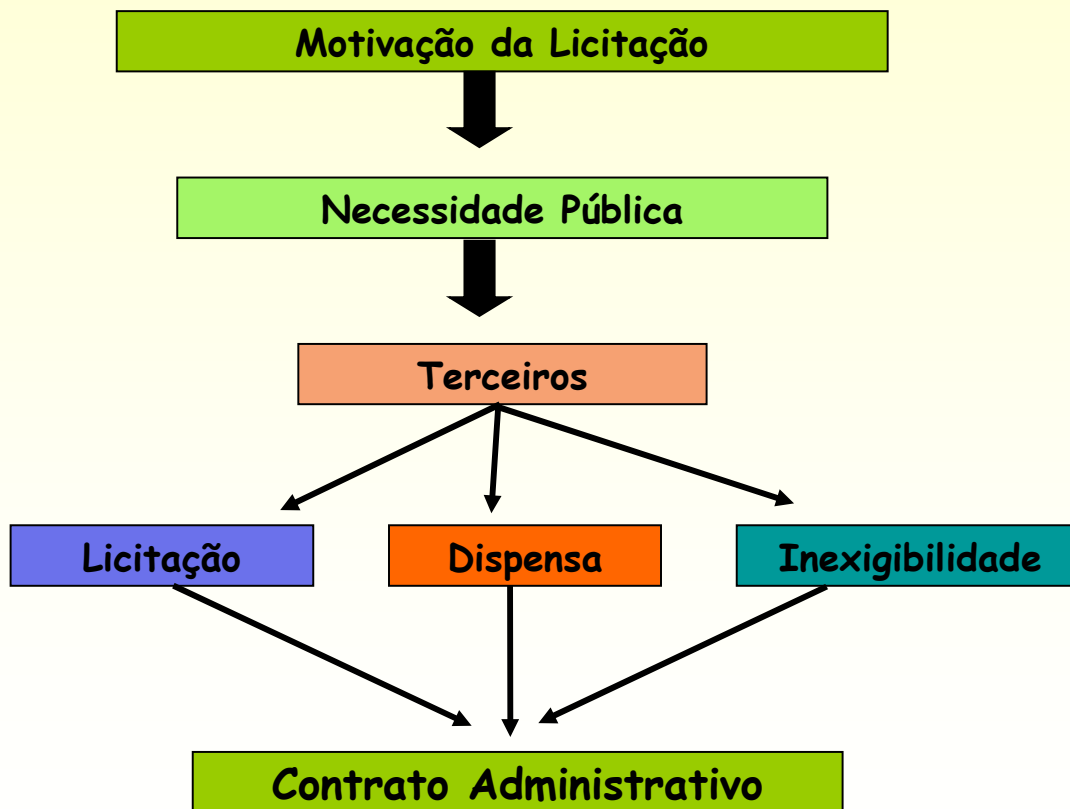 Motivação da Licitação
Necessidade Pública
Terceiros
Licitação
Dispensa
Inexigibilidade
Contrato Administrativo